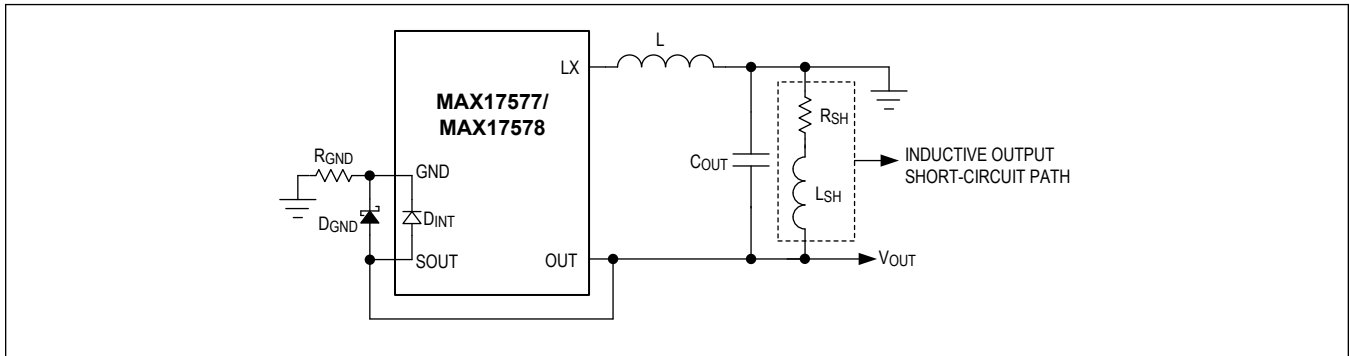 L
LX
MAX17577/
MAX17578
RSH
RGND
GND
COUT
INDUCTIVE OUTPUT
SHORT-CIRCUIT PATH
LSH
DGND
DINT
SOUT
OUT
VOUT